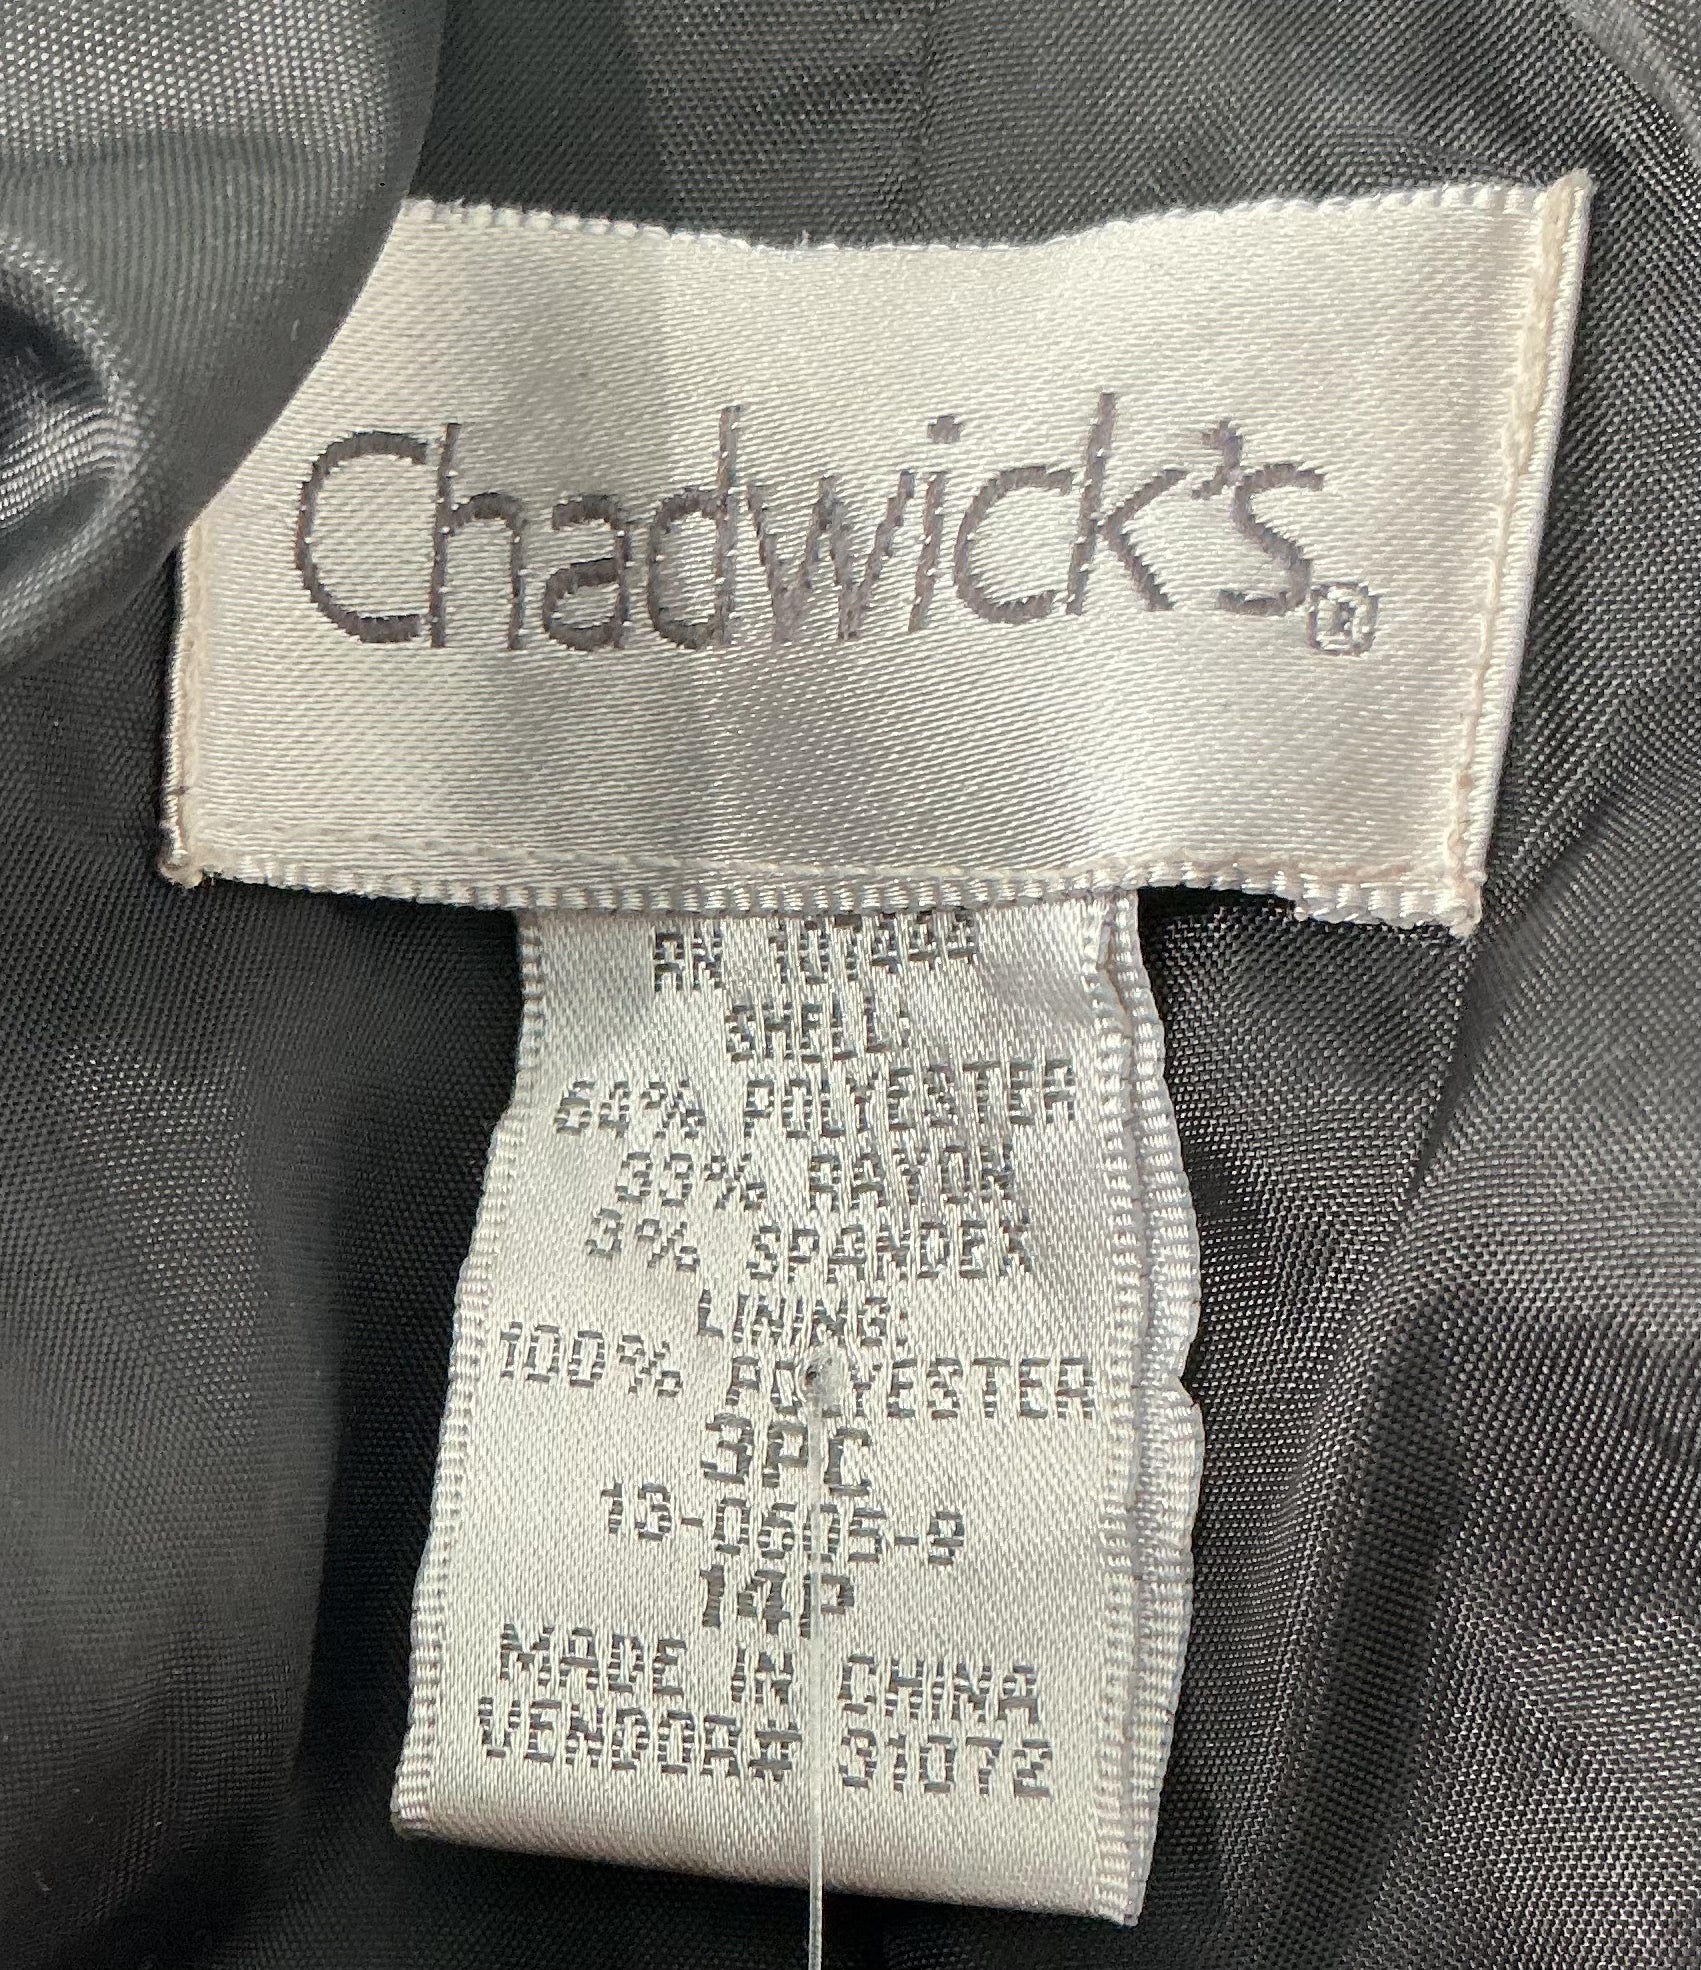 Chadwick's®
RN 107444
SHELL:
64% POLYESTER
33% RAYON
3% SPANDEX
LINING:
100% POLYESTER
3PC
13-0605-9
14P
MADE IN CHINA
VENDOR# 31072